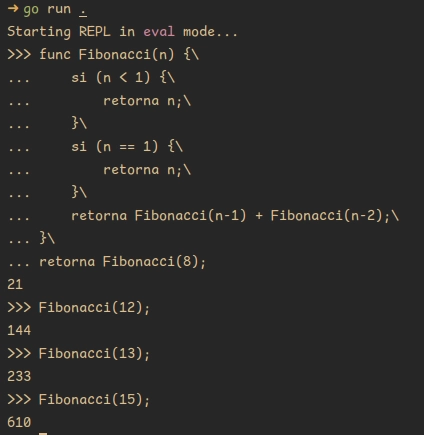 → go run .
Starting REPL in eval mode...
>>> func Fibonacci(n) {\
...     si (n < 1) {\
...         retorna n;\
...     }\
...     si (n == 1) {\
...         retorna n;\
...     }\
...     retorna Fibonacci(n-1) + Fibonacci(n-2);\
... }\
... retorna Fibonacci(8);
21
>>> Fibonacci(12);
144
>>> Fibonacci(13);
233
>>> Fibonacci(15);
610